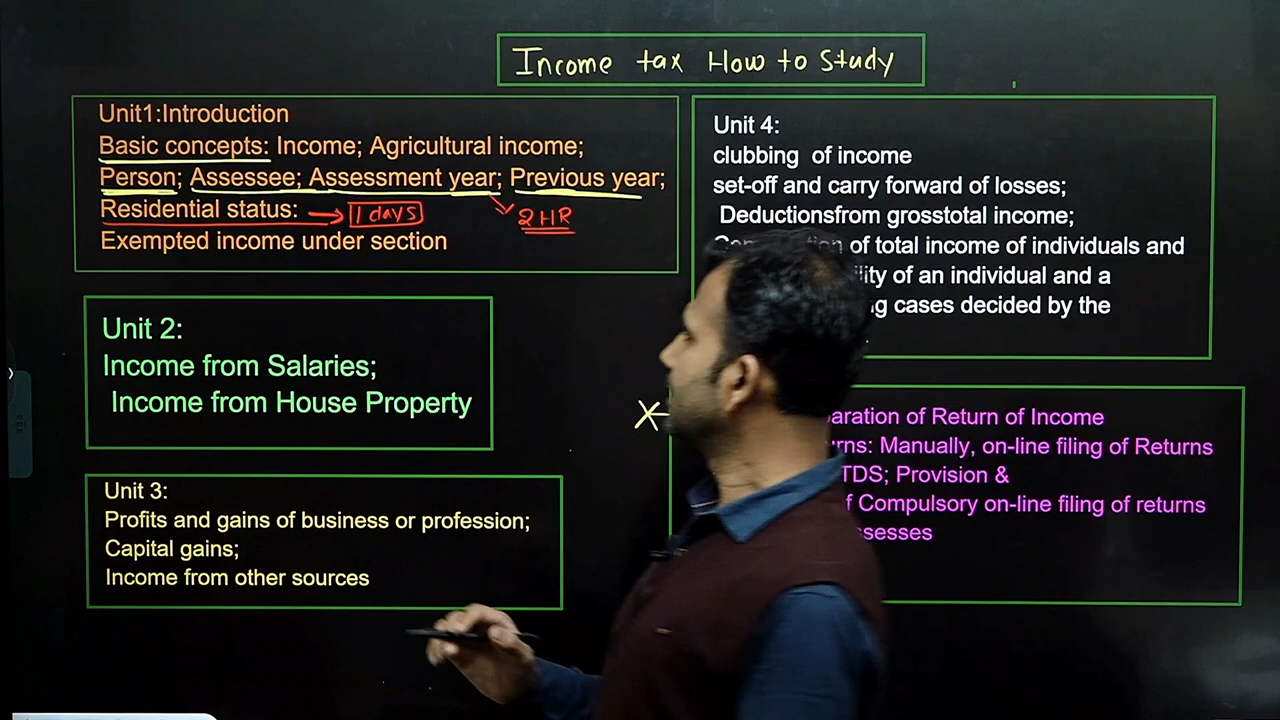 Income tax How to Study
Unit1:Introduction
Basic concepts: Income; Agricultural income;
Person; Assessee; Assessment year; Previous year;
Residential status: 1 days 2 HR
Exempted income under section
Unit 2:
Income from Salaries;
Income from House Property
Unit 3:
Profits and gains of business or profession;
Capital gains;
Income from other sources
Unit 4:
clubbing of income
set-off and carry forward of losses;
Deductionsfrom grosstotal income;
of total income of individuals and
of an individual and a
cases decided by the
of Return of Income
Manually, on-line filing of Returns
TDS; Provision &
Compulsory on-line filing of returns